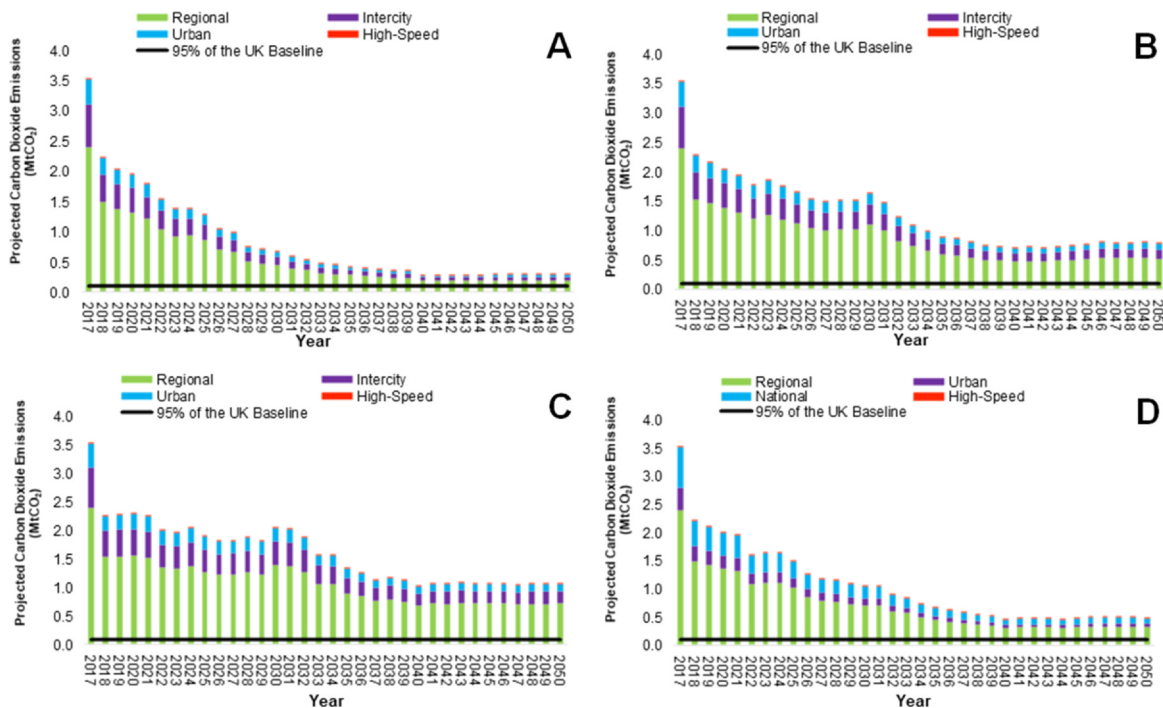 Regional Intercity
Urban High-Speed
95% of the UK Baseline
A
Projected Carbon Dioxide Emissions
(MtCO2)
4.0
3.5
3.0
2.5
2.0
1.5
1.0
0.5
0.0
2017 2018 2019 2020 2021 2022 2023 2024 2025 2026 2027 2028 2029 2030 2031 2032 2033 2034 2035 2036 2037 2038 2039 2040 2041 2042 2043 2044 2045 2046 2047 2048 2049 2050
Year
Regional Intercity
Urban High-Speed
95% of the UK Baseline
B
Projected Carbon Dioxide Emissions
(MtCO2)
4.0
3.5
3.0
2.5
2.0
1.5
1.0
0.5
0.0
2017 2018 2019 2020 2021 2022 2023 2024 2025 2026 2027 2028 2029 2030 2031 2032 2033 2034 2035 2036 2037 2038 2039 2040 2041 2042 2043 2044 2045 2046 2047 2048 2049 2050
Year
Regional Intercity
Urban High-Speed
95% of the UK Baseline
C
Projected Carbon Dioxide Emissions
(MtCO2)
4.0
3.5
3.0
2.5
2.0
1.5
1.0
0.5
0.0
2017 2018 2019 2020 2021 2022 2023 2024 2025 2026 2027 2028 2029 2030 2031 2032 2033 2034 2035 2036 2037 2038 2039 2040 2041 2042 2043 2044 2045 2046 2047 2048 2049 2050
Year
Regional Urban
National High-Speed
95% of the UK Baseline
D
Projected Carbon Dioxide Emissions
(MtCO2)
4.0
3.5
3.0
2.5
2.0
1.5
1.0
0.5
0.0
2017 2018 2019 2020 2021 2022 2023 2024 2025 2026 2027 2028 2029 2030 2031 2032 2033 2034 2035 2036 2037 2038 2039 2040 2041 2042 2043 2044 2045 2046 2047 2048 2049 2050
Year